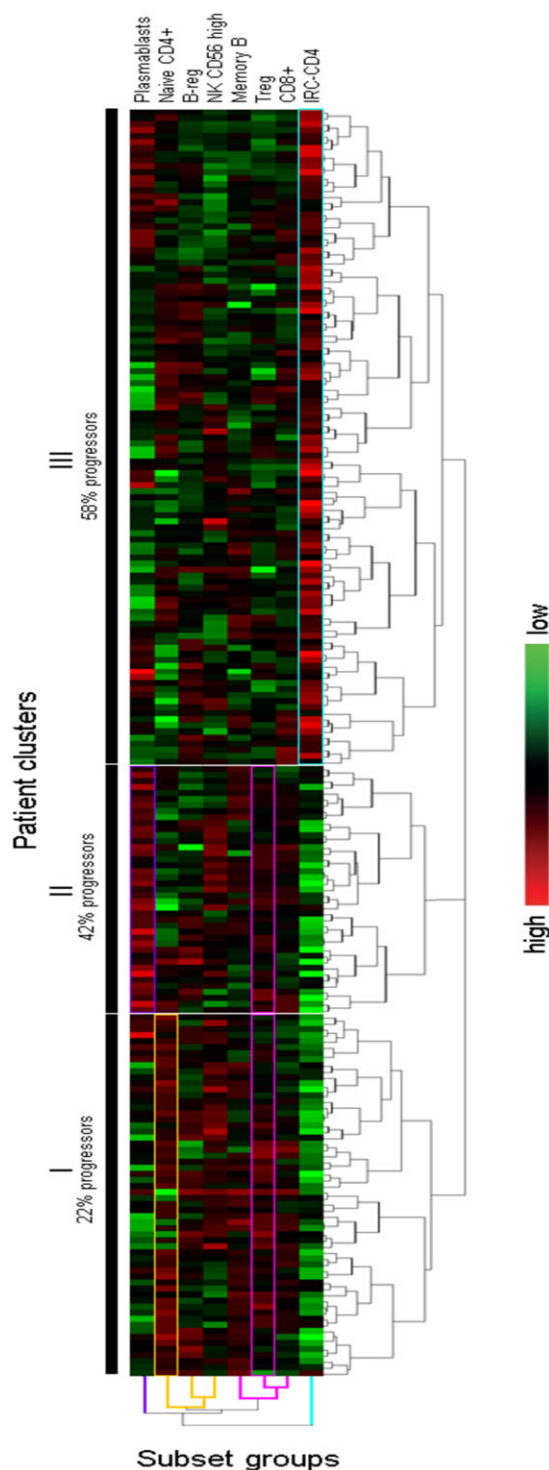 Plasmablasts
Naive CD4+
B-reg
NK CD56 high
Memory B
Treg
CD8+
IRC-CD4
Patient clusters
I
22% progressors
II
42% progressors
III
58% progressors
high
low
Subset groups